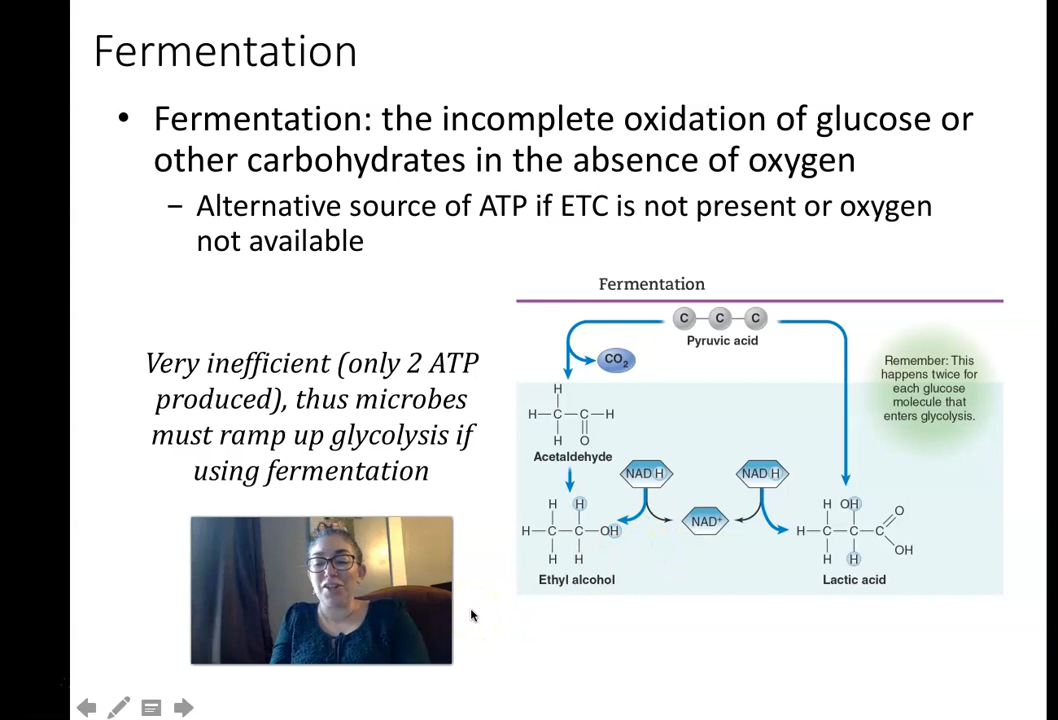 Fermentation
• Fermentation: the incomplete oxidation of glucose or
other carbohydrates in the absence of oxygen
– Alternative source of ATP if ETC is not present or oxygen
not available
Very inefficient (only 2 ATP
produced), thus microbes
must ramp up glycolysis if
using fermentation
Fermentation
C C C
Pyruvic acid
CO2
Remember: This
happens twice for
each glucose
molecule that
enters glycolysis.
H
H—C—C—H
H O
Acetaldehyde
NAD H
NAD H
NAD+
H H
H—C—C—OH
H H
Ethyl alcohol
H OH O
H—C—C—C
H H OH
Lactic acid